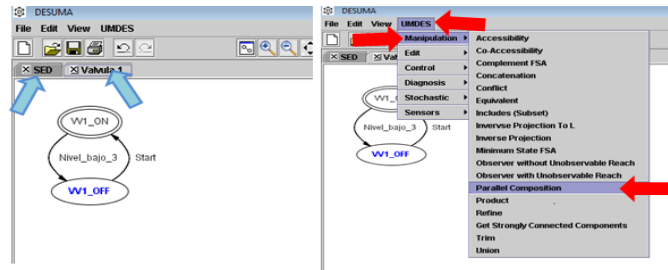 DESUMA
File Edit View UMDES
SED Valvula 1
VV1_ON
Nivel_bajo_3 Start
VV1_OFF
DESUMA
File Edit View UMDES
Manipulation
Edit
Control
Diagnosis
Stochastic
Sensors
Accessibility
Co-Accessibility
Complement FSA
Concatenation
Conflict
Equivalent
Includes (Subset)
Invervse Projection To L
Inverse Projection
Minimum State FSA
Observer without Unobservable Reach
Observer with Unobservable Reach
Parallel Composition
Product
Refine
Get Strongly Connected Components
Trim
Union
SED
Nivel_bajo_3 Start
VV1_OFF